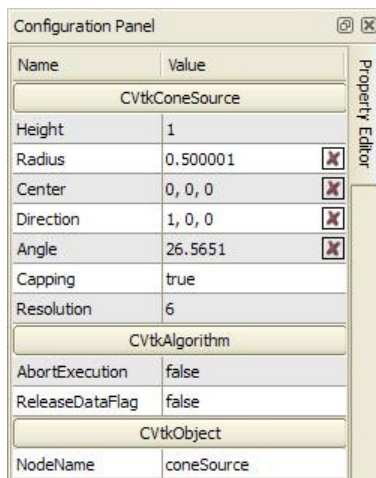 Configuration Panel
Name Value
CVtkConeSource
Height 1
Radius 0.500001
Center 0, 0, 0
Direction 1, 0, 0
Angle 26.5651
Capping true
Resolution 6
CVtkAlgorithm
AbortExecution false
ReleaseDataFlag false
CVtkObject
NodeName coneSource
Property Editor